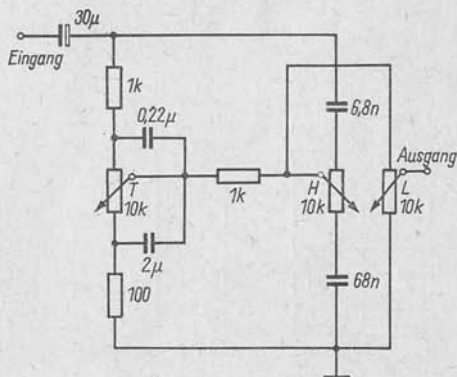 30µ
Eingang
1k
0,22µ
6,8n
Ausgang
T
10k
1k
H
10k
L
10k
2µ
68n
100